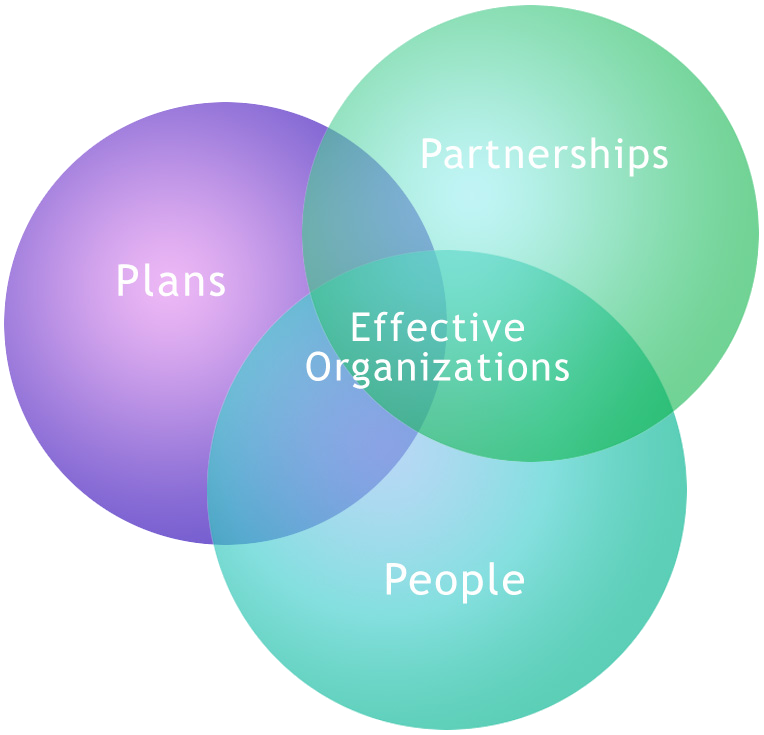 Partnerships
Plans
Effective
Organizations
People